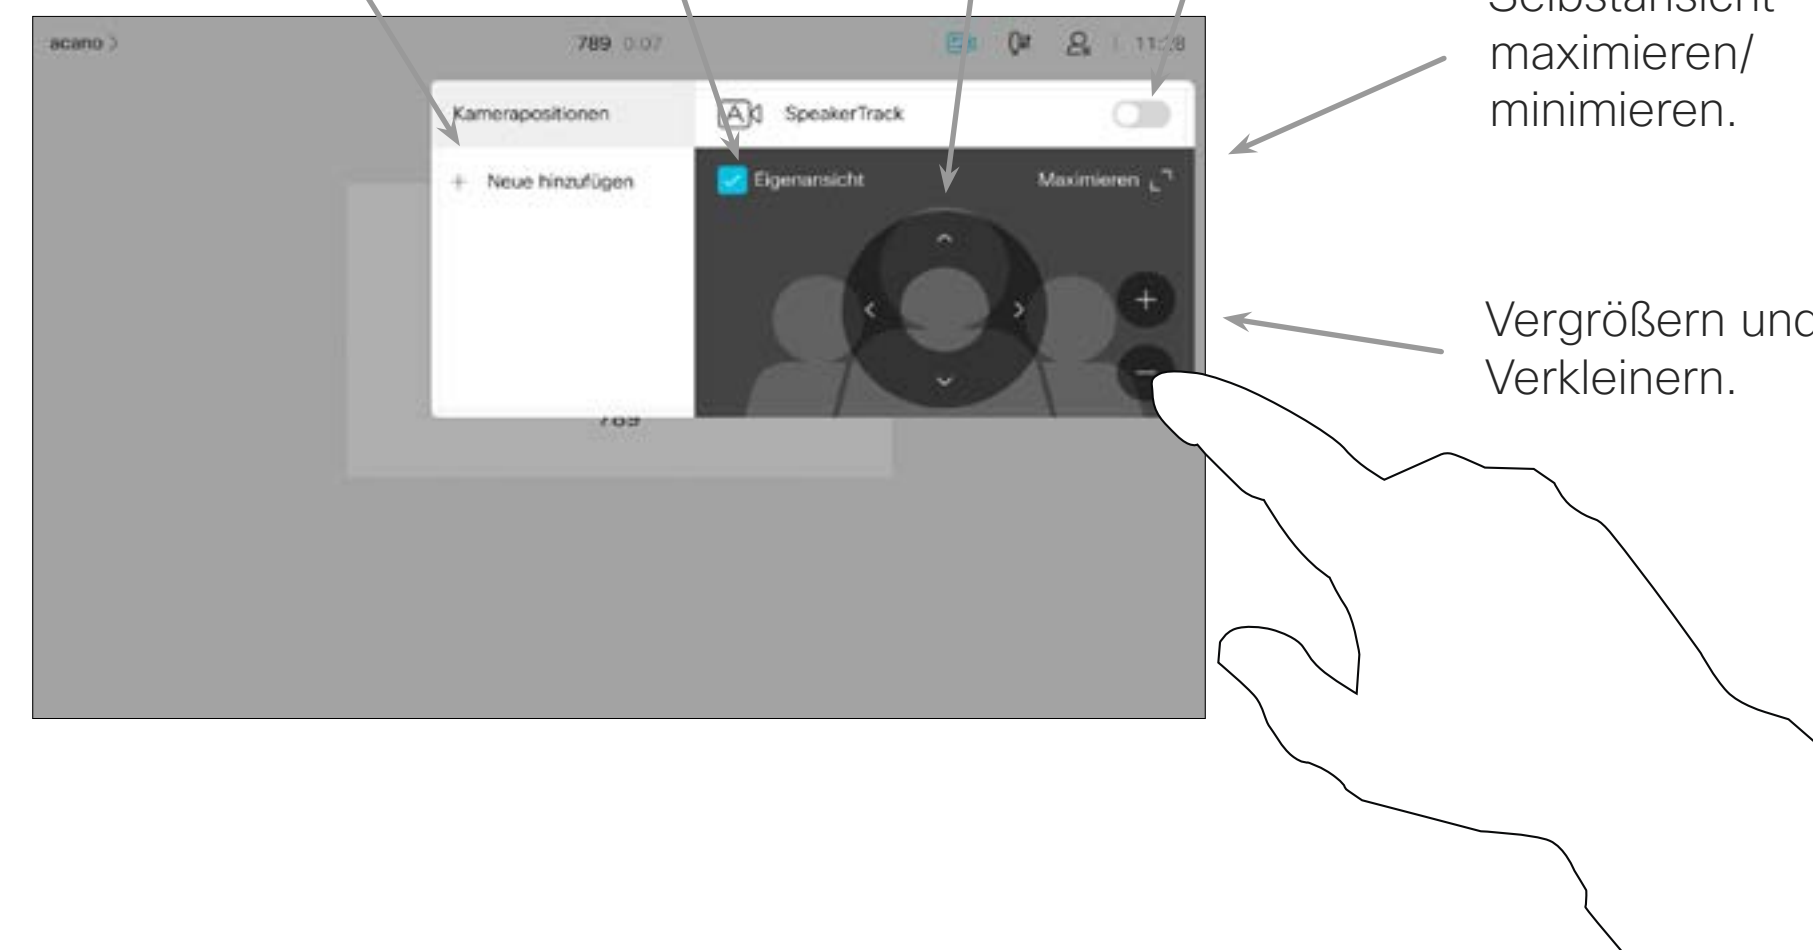 Selbstansicht
maximieren/
minimieren.
acano
789 0:07
Kamerapositionen
SpeakerTrack
+ Neue hinzufügen
Eigenansicht
Maximieren
789
Vergrößern und
Verkleinern.